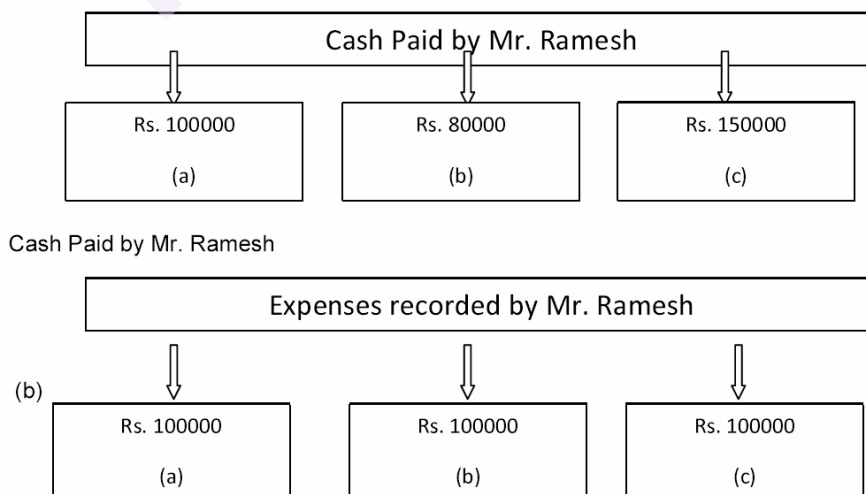 Cash Paid by Mr. Ramesh
Rs. 100000 Rs. 80000 Rs. 150000
(a) (b) (c)
Cash Paid by Mr. Ramesh
Expenses recorded by Mr. Ramesh
(b)
Rs. 100000 Rs. 100000 Rs. 100000
(a) (b) (c)